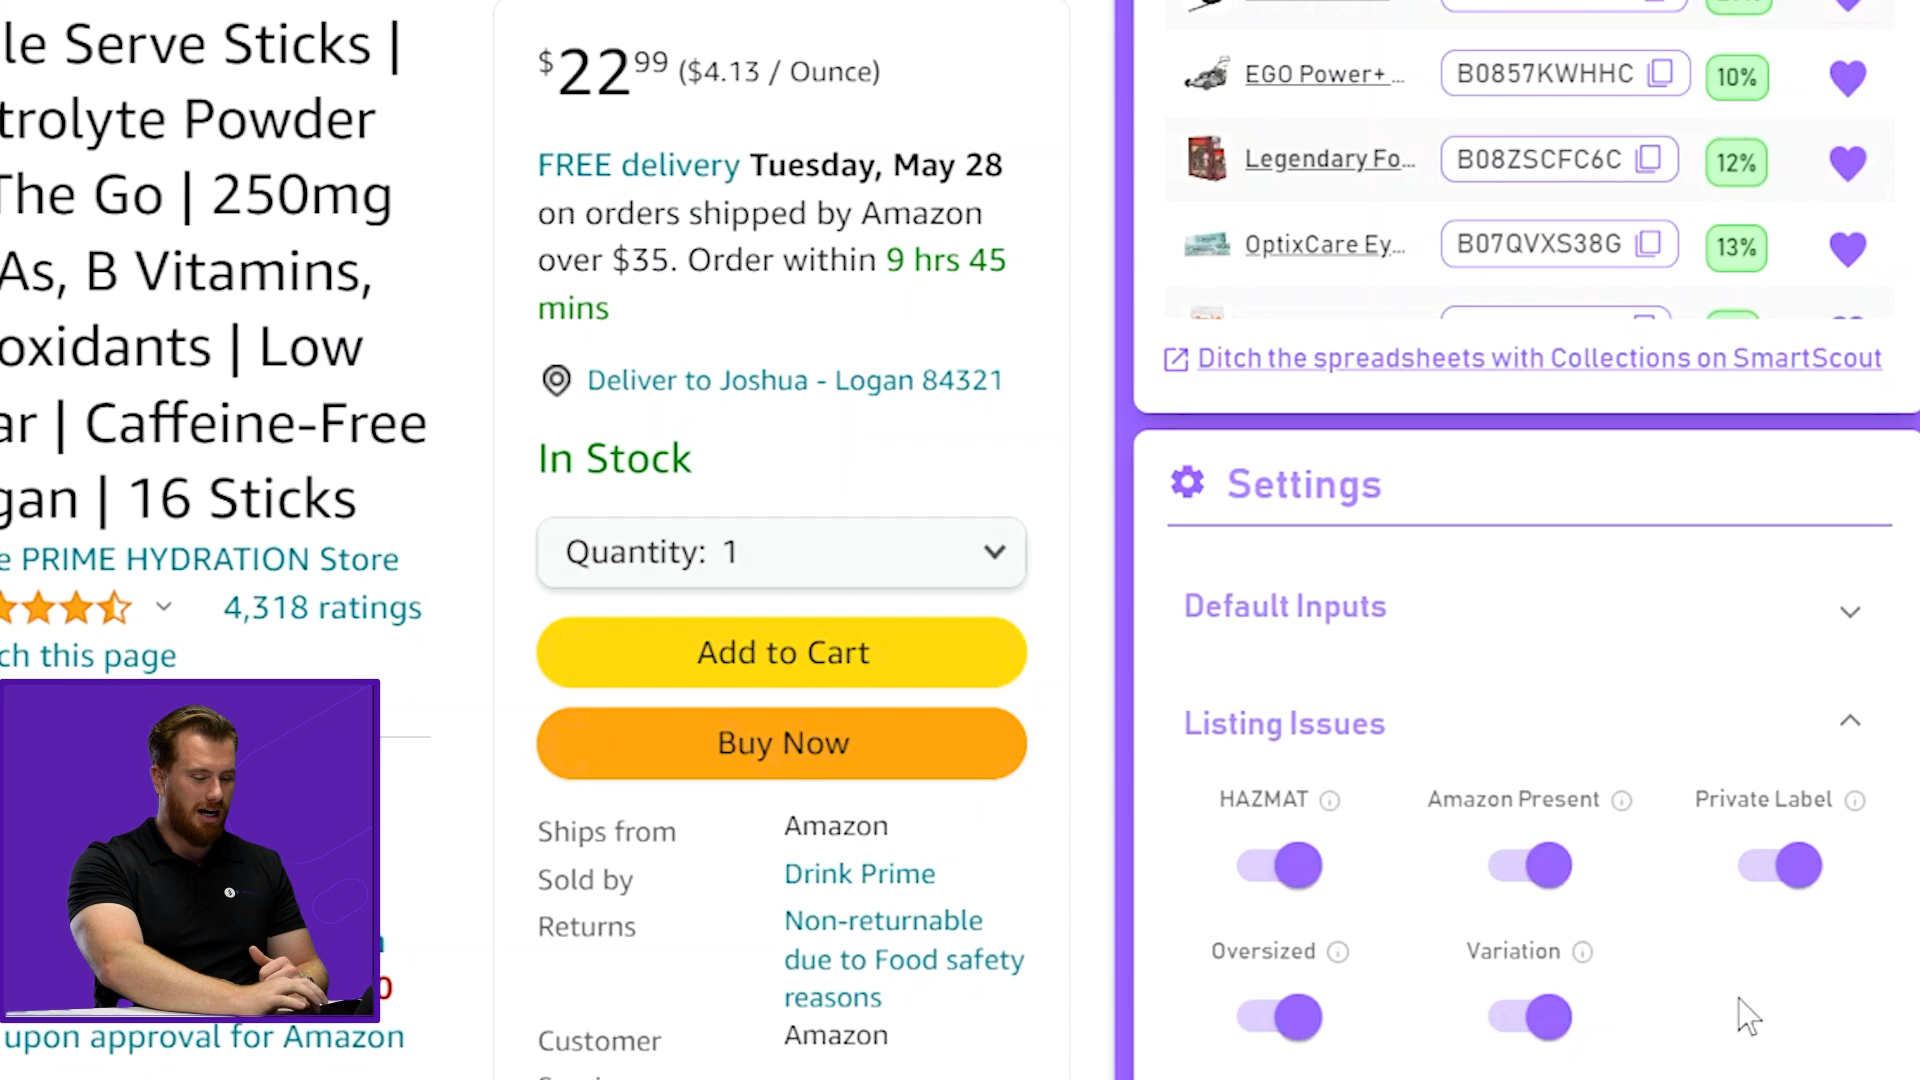 le Serve Sticks |
trolyte Powder
The Go | 250mg
As, B Vitamins,
oxidants | Low
ar | Caffeine-Free
gan | 16 Sticks
e PRIME HYDRATION Store
4,318 ratings
ch this page
0
upon approval for Amazon
$22 99 ($4.13 / Ounce)
FREE delivery Tuesday, May 28
on orders shipped by Amazon
over $35. Order within 9 hrs 45
mins
Deliver to Joshua - Logan 84321
In Stock
Quantity: 1
Add to Cart
Buy Now
Ships from Amazon
Sold by Drink Prime
Returns Non-returnable
due to Food safety
reasons
Customer Amazon
EGO Power+ ... B0857KWHHC 10%
Legendary Fo... B08ZSCFC6C 12%
OptixCare Ey... B07QVXS38G 13%
Ditch the spreadsheets with Collections on SmartScout
Settings
Default Inputs
Listing Issues
HAZMAT Amazon Present Private Label
Oversized Variation